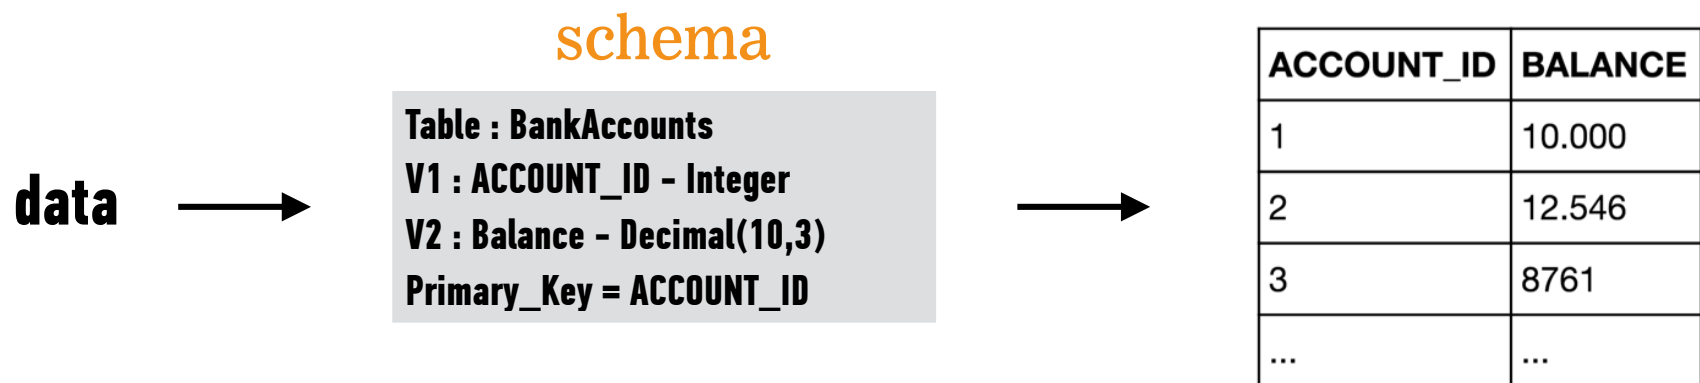 schema
data
Table : BankAccounts
V1 : ACCOUNT_ID - Integer
V2 : Balance - Decimal(10,3)
Primary_Key = ACCOUNT_ID
ACCOUNT_ID BALANCE
1 10.000
2 12.546
3 8761
... ...